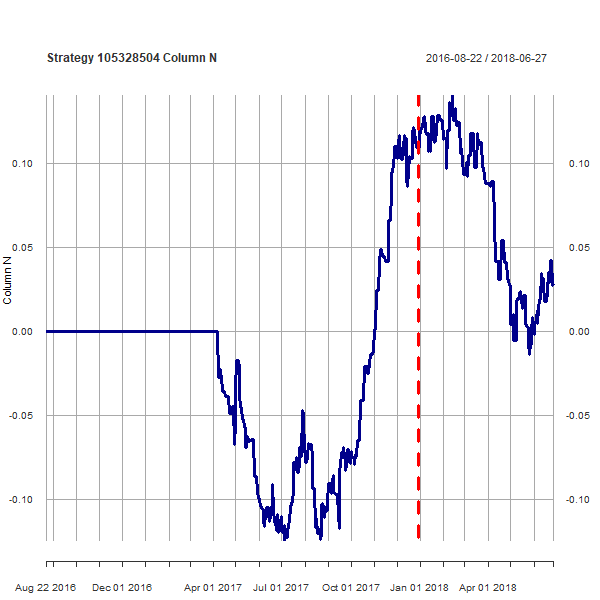 Strategy 105328504 Column N
2016-08-22 / 2018-06-27
0.10
0.05
0.00
-0.05
-0.10
Column N
0.10
0.05
0.00
-0.05
-0.10
Aug 22 2016
Dec 01 2016
Apr 01 2017
Jul 01 2017
Oct 01 2017
Jan 01 2018
Apr 01 2018